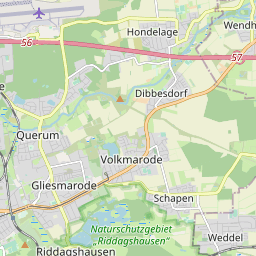 Wendh
Hondelage
56
57
Dibbesdorf
Querum
Volkmarode
Gliesmarode
Schapen
Naturschutzgebiet
„Riddagshausen“
Weddel
Riddagshausen